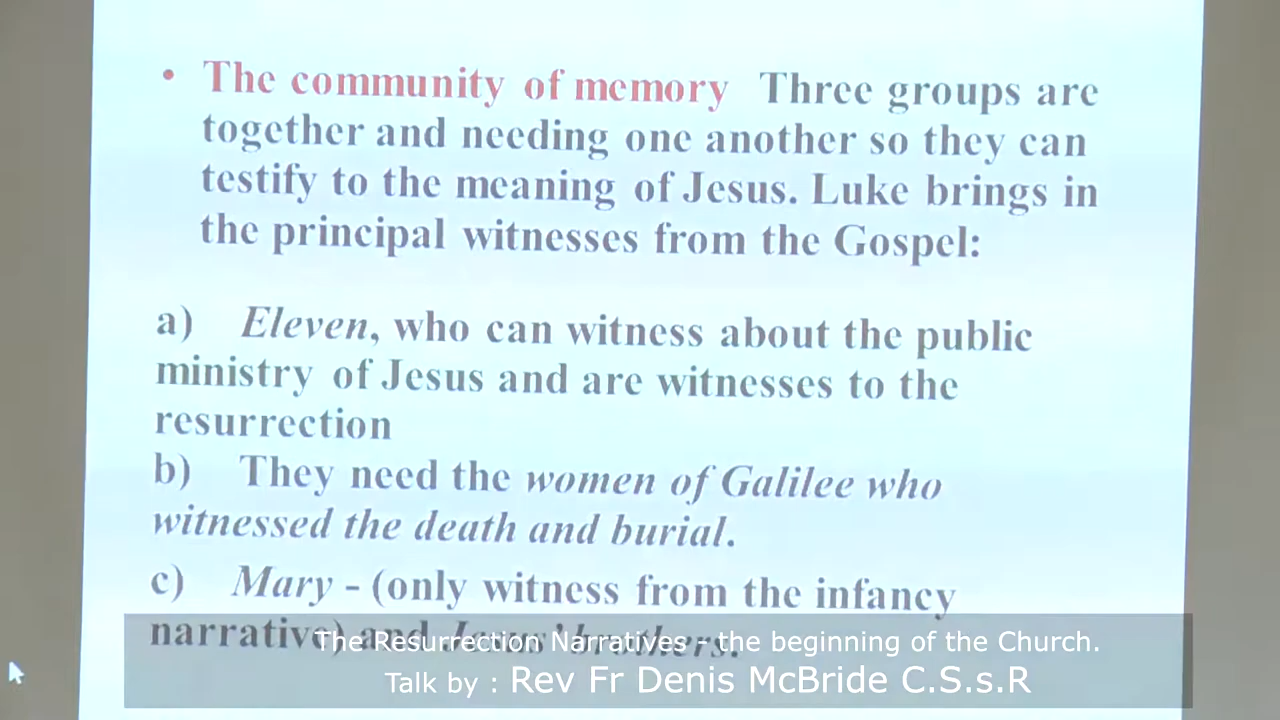 • The community of memory Three groups are
together and needing one another so they can
testify to the meaning of Jesus. Luke brings in
the principal witnesses from the Gospel:
a) Eleven, who can witness about the public
ministry of Jesus and are witnesses to the
resurrection
b) They need the women of Galilee who
witnessed the death and burial.
c) Mary - (only witness from the infancy
narrative) and Jesus' brothers.
The Resurrection Narratives - the beginning of the Church.
Talk by : Rev Fr Denis McBride C.S.s.R